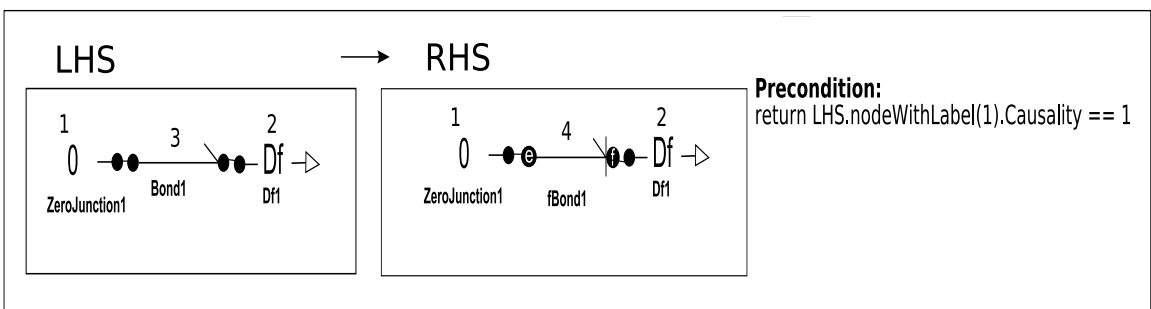 LHS
RHS
Precondition:
return LHS.nodeWithLabel(1).Causality == 1
1
3
2
0
Df
Bond1
ZeroJunction1
Df1
1
4
2
0
e
f
Df
ZeroJunction1
fBond1
Df1